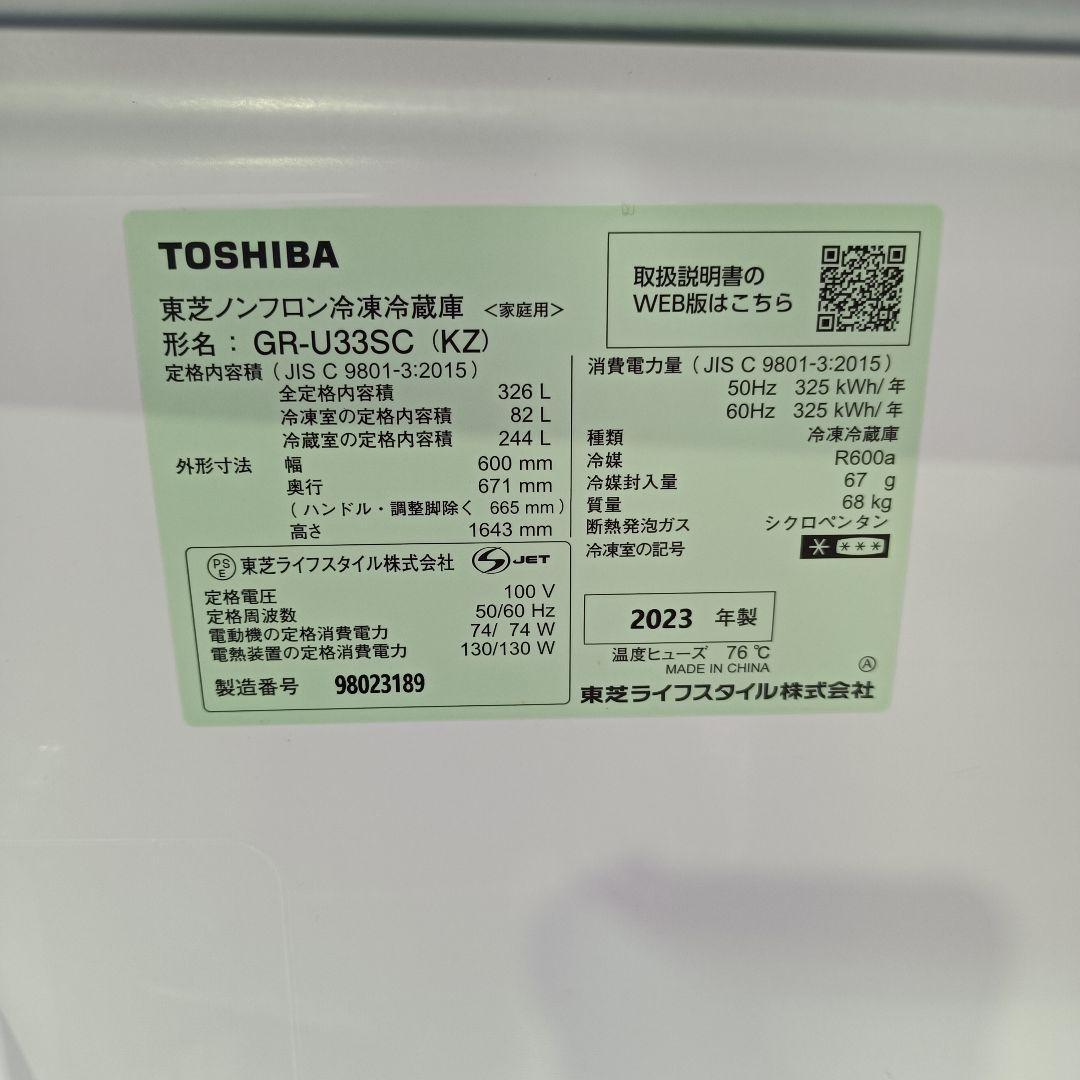 TOSHIBA
東芝ノンフロン冷凍冷蔵庫 <家庭用>
形名：GR-U33SC（KZ）
定格内容積（JIS C 9801-3:2015）
全定格内容積 326 L
冷凍室の定格内容積 82 L
冷蔵室の定格内容積 244 L
外形寸法 幅 600 mm
奥行 671 mm
（ハンドル・調整脚除く 665 mm）
高さ 1643 mm
PS E 東芝ライフスタイル株式会社 JET
定格電圧 100 V
定格周波数 50/60 Hz
電動機の定格消費電力 74/ 74 W
電熱装置の定格消費電力 130/130 W
製造番号 98023189
取扱説明書の
WEB版はこちら
消費電力量（JIS C 9801-3:2015）
50Hz 325 kWh/年
60Hz 325 kWh/年
種類 冷凍冷蔵庫
冷媒 R600a
冷媒封入量 67 g
質量 68 kg
断熱発泡ガス シクロペンタン
冷凍室の記号 * ***
2023 年製
温度ヒューズ 76 ℃
MADE IN CHINA Ⓐ
東芝ライフスタイル株式会社